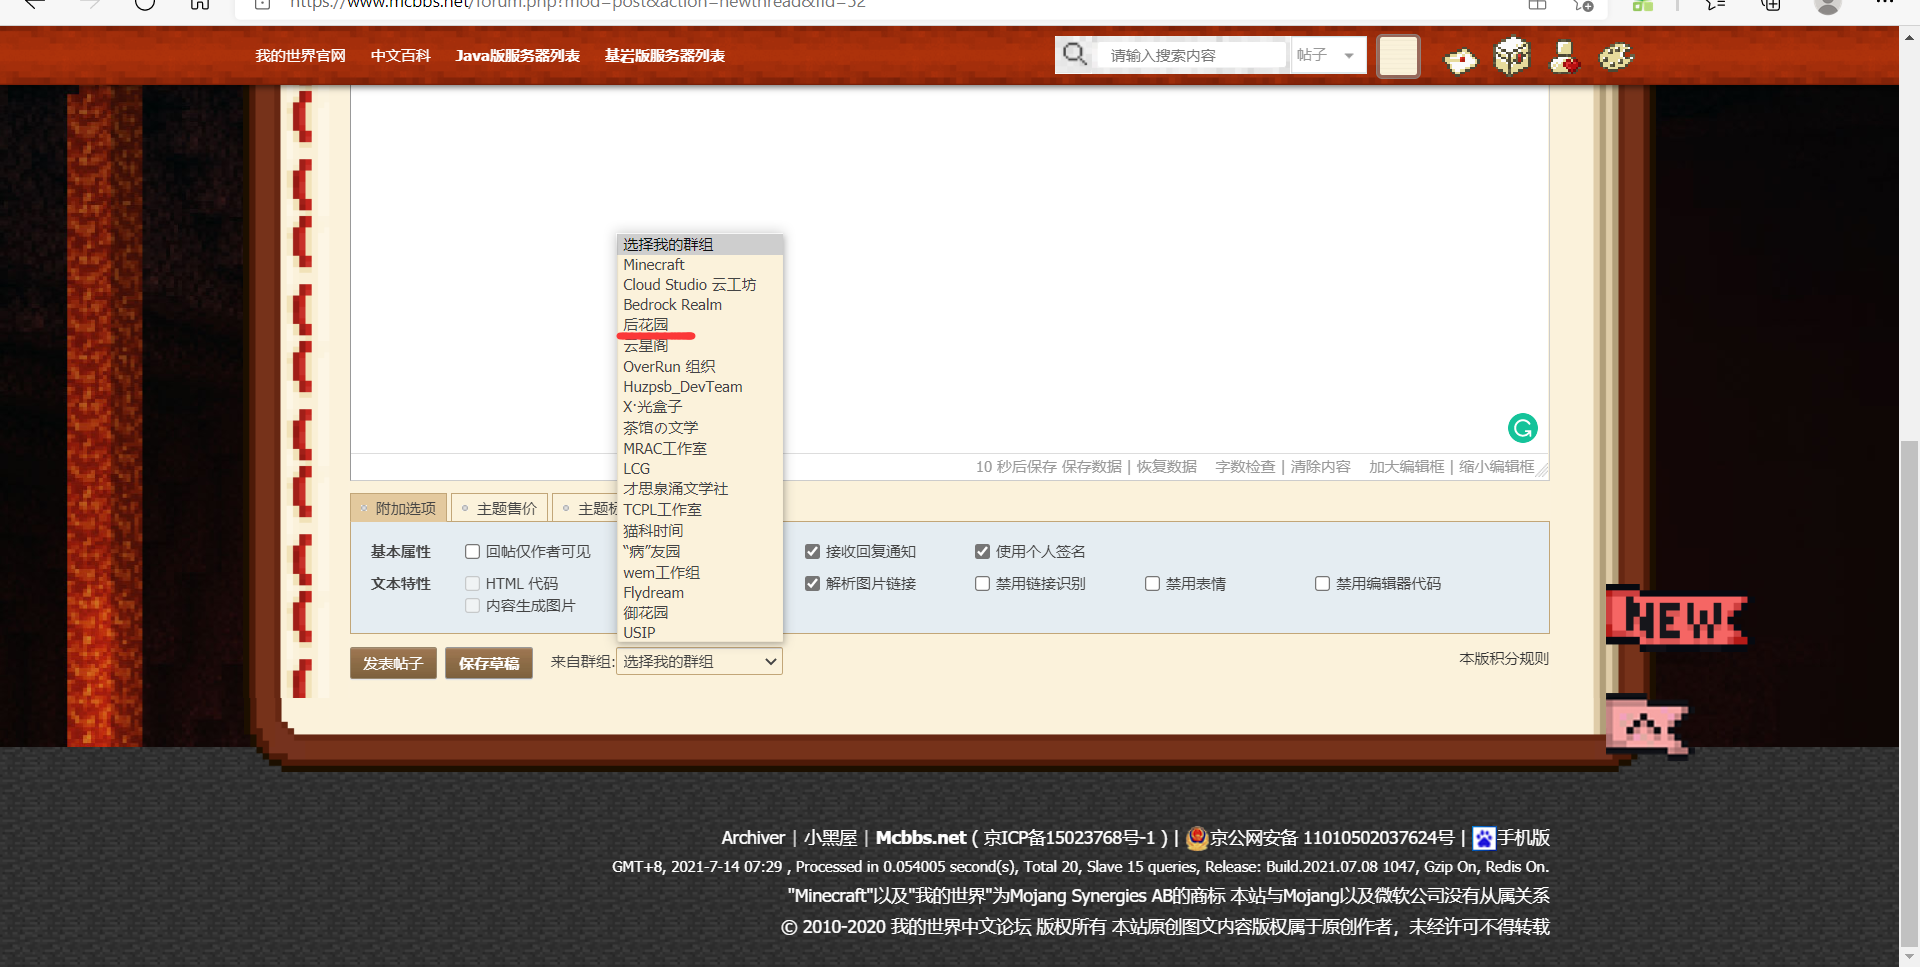 https://www.mcbbs.net/forum.php?mod=post&action=newthread&fid=52
我的世界官网 中文百科 Java版服务器列表 基岩版服务器列表 请输入搜索内容 帖子
选择我的群组
Minecraft
Cloud Studio 云工坊
Bedrock Realm
后花园
云星阁
OverRun 组织
Huzpsb_DevTeam
X·光盒子
茶馆の文学
MRAC工作室
LCG
才思泉涌文学社
TCPL工作室
猫科时间
“病”友园
wem工作组
Flydream
御花园
USIP
10 秒后保存 保存数据 | 恢复数据 字数检查 | 清除内容 加大编辑框 | 缩小编辑框
附加选项 主题售价 主题标
基本属性 回帖仅作者可见 接收回复通知 使用个人签名
文本特性 HTML 代码 解析图片链接 禁用链接识别 禁用表情 禁用编辑器代码
内容生成图片
NEW
发表帖子 保存草稿 来自群组: 选择我的群组 本版积分规则
Archiver | 小黑屋 | Mcbbs.net ( 京ICP备15023768号-1 ) | 京公网安备 11010502037624号 | 手机版
GMT+8, 2021-7-14 07:29 , Processed in 0.054005 second(s), Total 20, Slave 15 queries, Release: Build.2021.07.08 1047, Gzip On, Redis On.
"Minecraft"以及"我的世界"为Mojang Synergies AB的商标 本站与Mojang以及微软公司没有从属关系
© 2010-2020 我的世界中文论坛 版权所有 本站原创图文内容版权属于原创作者，未经许可不得转载